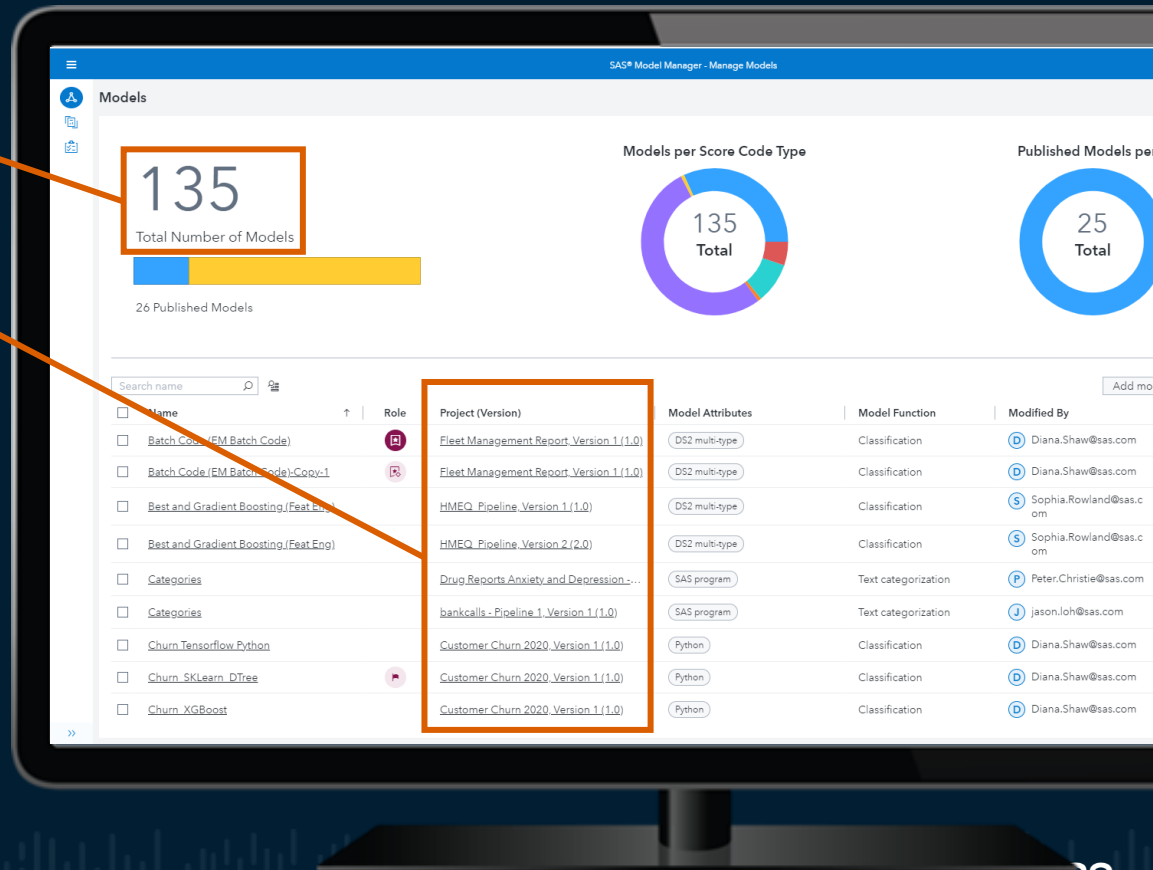 SAS® Model Manager - Manage Models
Models
135
Total Number of Models
26 Published Models
Models per Score Code Type
135
Total
Published Models per
25
Total
Search name
Add mo
Name ↑ Role Project (Version) Model Attributes Model Function Modified By
Batch Code (EM Batch Code) Fleet Management Report, Version 1 (1.0) DS2 multi-type Classification D Diana.Shaw@sas.com
Batch Code (EM Batch Code)-Copy-1 Fleet Management Report, Version 1 (1.0) DS2 multi-type Classification D Diana.Shaw@sas.com
Best and Gradient Boosting (Feat Eng) HMEQ_Pipeline, Version 1 (1.0) DS2 multi-type Classification S Sophia.Rowland@sas.c
om
Best and Gradient Boosting (Feat Eng) HMEQ_Pipeline, Version 2 (2.0) DS2 multi-type Classification S Sophia.Rowland@sas.c
om
Categories Drug Reports Anxiety and Depression -... SAS program Text categorization P Peter.Christie@sas.com
Categories bankcalls - Pipeline 1, Version 1 (1.0) SAS program Text categorization J jason.loh@sas.com
Churn Tensorflow Python Customer Churn 2020, Version 1 (1.0) Python Classification D Diana.Shaw@sas.com
Churn_SKLearn_DTree Customer Churn 2020, Version 1 (1.0) Python Classification D Diana.Shaw@sas.com
Churn_XGBoost Customer Churn 2020, Version 1 (1.0) Python Classification D Diana.Shaw@sas.com